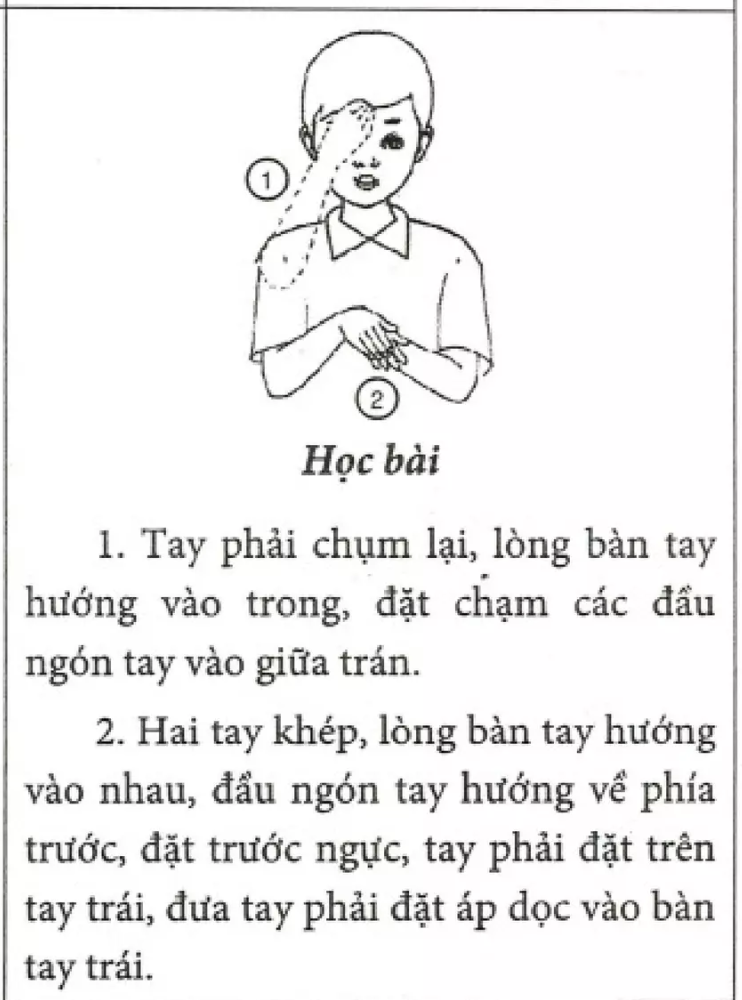 1
2
Học bài
1. Tay phải chụm lại, lòng bàn tay
hướng vào trong, đặt chạm các đầu
ngón tay vào giữa trán.
2. Hai tay khép, lòng bàn tay hướng
vào nhau, đầu ngón tay hướng về phía
trước, đặt trước ngực, tay phải đặt trên
tay trái, đưa tay phải đặt áp dọc vào bàn
tay trái.